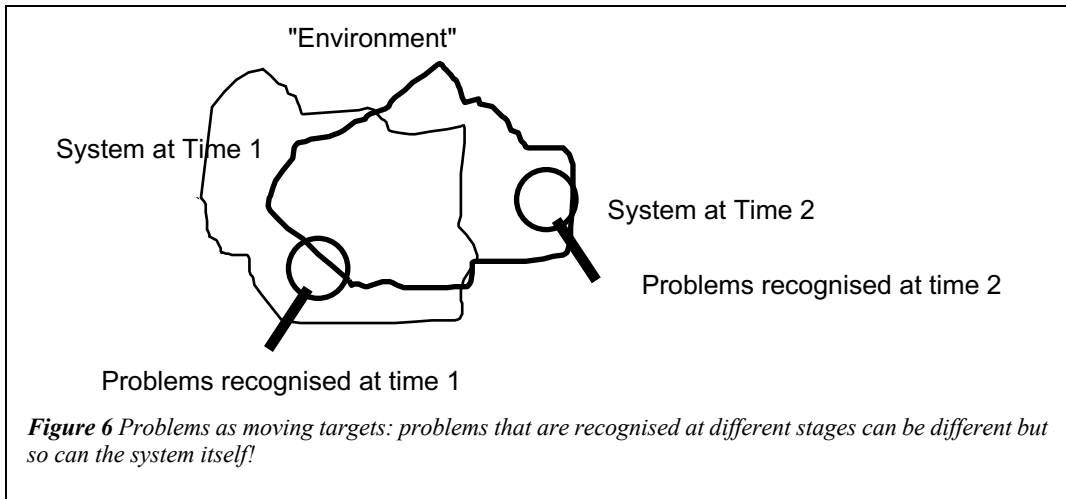 "Environment"
System at Time 1
System at Time 2
Problems recognised at time 2
Problems recognised at time 1
Figure 6 Problems as moving targets: problems that are recognised at different stages can be different but
so can the system itself!